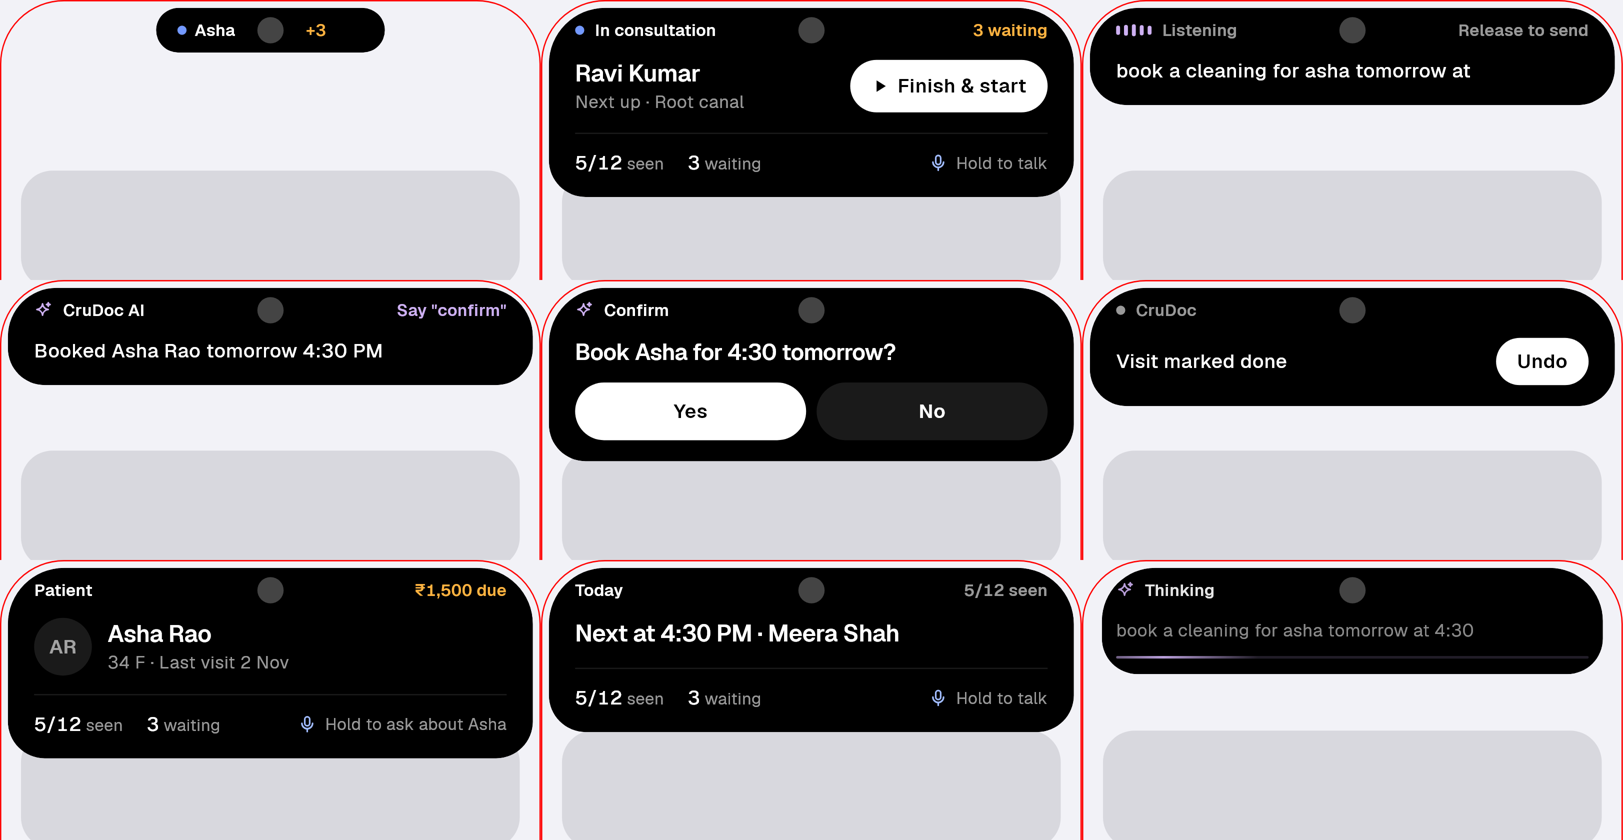 Asha +3
In consultation 3 waiting
Ravi Kumar
Next up · Root canal
Finish & start
5/12 seen 3 waiting Hold to talk
Listening Release to send
book a cleaning for asha tomorrow at
CruDoc AI Say "confirm"
Booked Asha Rao tomorrow 4:30 PM
Confirm
Book Asha for 4:30 tomorrow?
Yes No
CruDoc
Visit marked done Undo
Patient ₹1,500 due
AR
Asha Rao
34 F · Last visit 2 Nov
5/12 seen 3 waiting Hold to ask about Asha
Today 5/12 seen
Next at 4:30 PM · Meera Shah
5/12 seen 3 waiting Hold to talk
Thinking
book a cleaning for asha tomorrow at 4:30